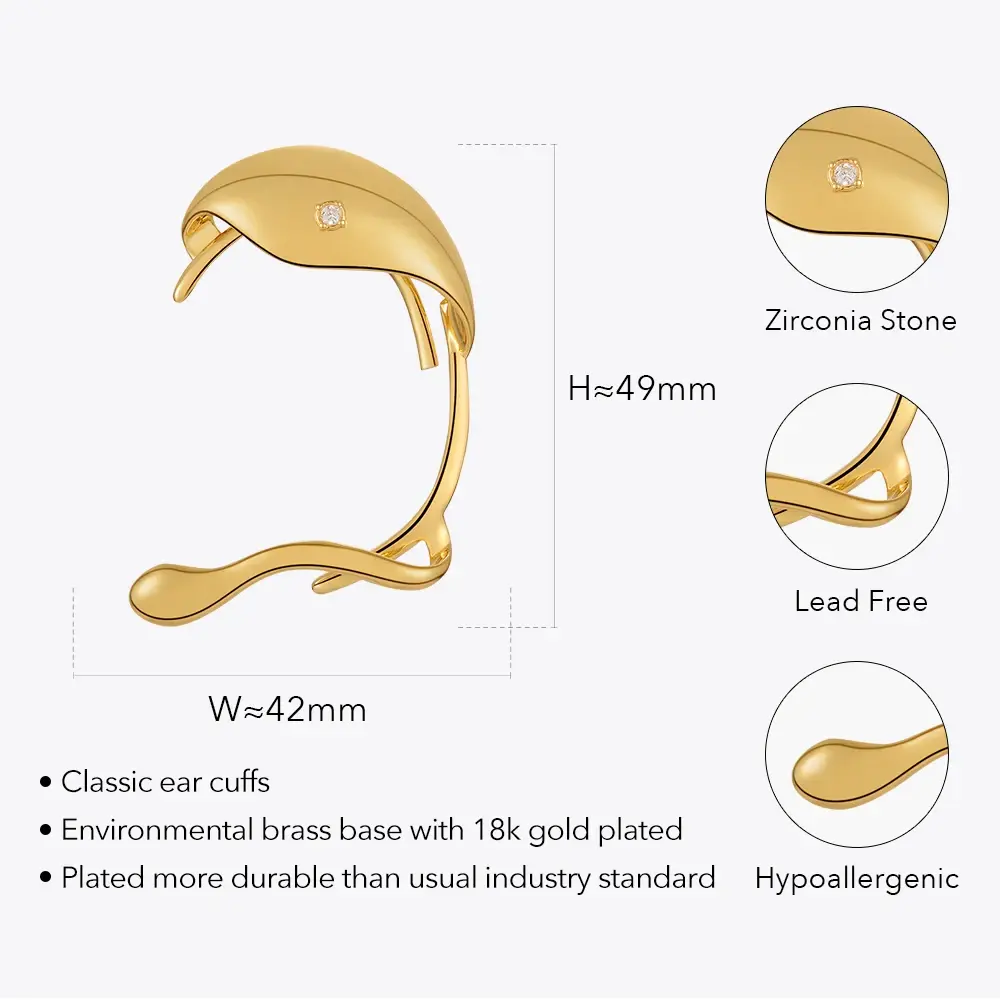 Zirconia Stone
H≈49mm
Lead Free
W≈42mm
• Classic ear cuffs
• Environmental brass base with 18k gold plated
• Plated more durable than usual industry standard
Hypoallergenic